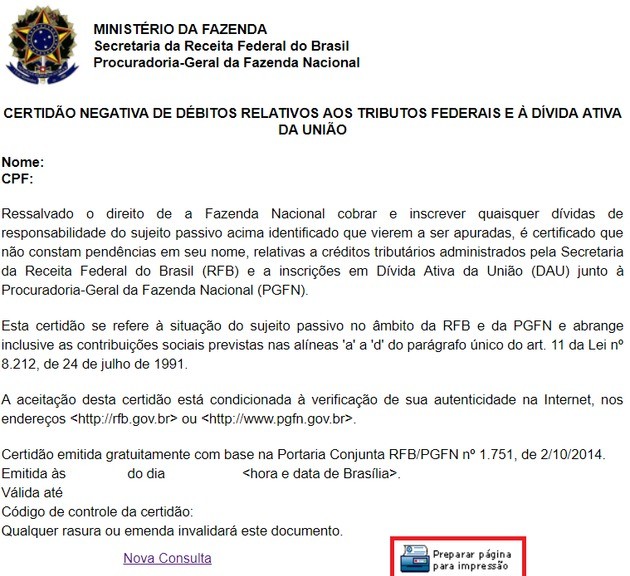 MINISTÉRIO DA FAZENDA
Secretaria da Receita Federal do Brasil
Procuradoria-Geral da Fazenda Nacional
CERTIDÃO NEGATIVA DE DÉBITOS RELATIVOS AOS TRIBUTOS FEDERAIS E À DÍVIDA ATIVA
DA UNIÃO
Nome:
CPF:
Ressalvado o direito de a Fazenda Nacional cobrar e inscrever quaisquer dívidas de
responsabilidade do sujeito passivo acima identificado que vierem a ser apuradas, é certificado que
não constam pendências em seu nome, relativas a créditos tributários administrados pela Secretaria
da Receita Federal do Brasil (RFB) e a inscrições em Dívida Ativa da União (DAU) junto à
Procuradoria-Geral da Fazenda Nacional (PGFN).
Esta certidão se refere à situação do sujeito passivo no âmbito da RFB e da PGFN e abrange
inclusive as contribuições sociais previstas nas alíneas 'a' a 'd' do parágrafo único do art. 11 da Lei nº
8.212, de 24 de julho de 1991.
A aceitação desta certidão está condicionada à verificação de sua autenticidade na Internet, nos
endereços <http://rfb.gov.br> ou <http://www.pgfn.gov.br>.
Certidão emitida gratuitamente com base na Portaria Conjunta RFB/PGFN nº 1.751, de 2/10/2014.
Emitida às do dia <hora e data de Brasília>.
Válida até
Código de controle da certidão:
Qualquer rasura ou emenda invalidará este documento.
Nova Consulta
Preparar página
para impressão